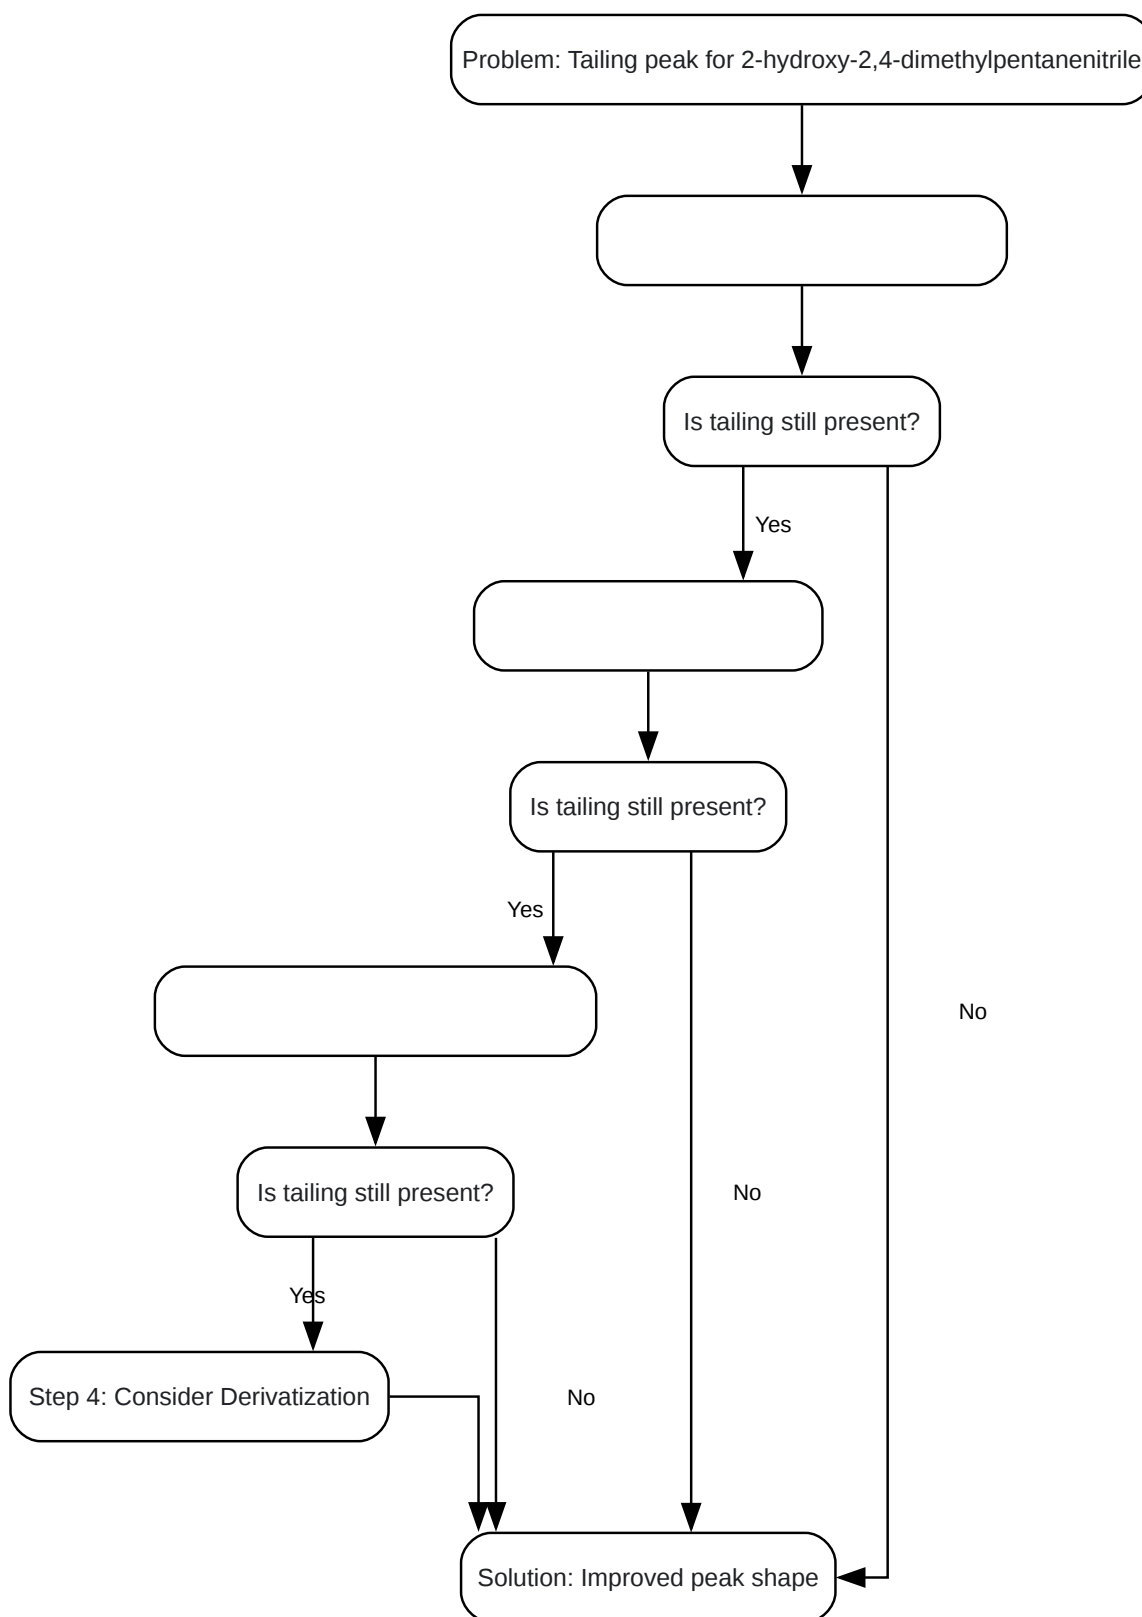 Problem: Tailing peak for 2-hydroxy-2,4-dimethylpentanenitrile
Is tailing still present?
Yes
Is tailing still present?
Yes
No
Is tailing still present?
No
Yes
Step 4: Consider Derivatization
No
Solution: Improved peak shape